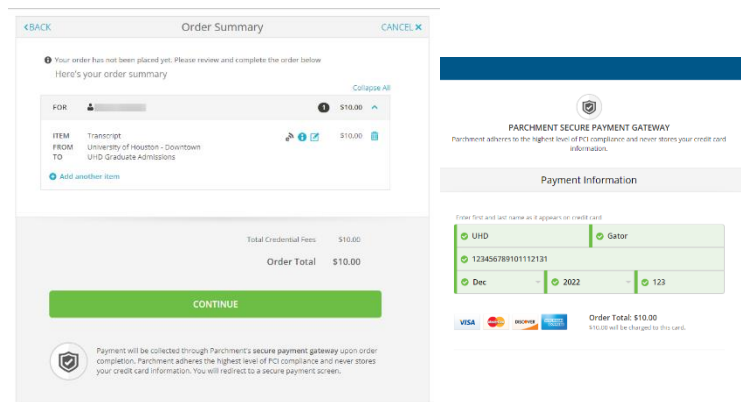 BACK
Order Summary
CANCEL
Your order has not been placed yet. Please review and complete the order below
Here's your order summary
Collapse All
FOR 1 $10.00
ITEM Transcript $10.00
FROM University of Houston - Downtown
TO UHD Graduate Admissions
Add another item
Total Credential Fees $10.00
Order Total $10.00
CONTINUE
Payment will be collected through Parchment's secure payment gateway upon order
completion. Parchment adheres the highest level of PCI compliance and never stores
your credit card information. You will redirect to a secure payment screen.
PARCHMENT SECURE PAYMENT GATEWAY
Parchment adheres to the highest level of PCI compliance and never stores your credit card
information.
Payment Information
Enter first and last name as it appears on credit card
UHD Gator
123456789101112131
Dec 2022 123
VISA MasterCard DISCOVER AMERICAN EXPRESS
Order Total: $10.00
$10.00 will be charged to this card.